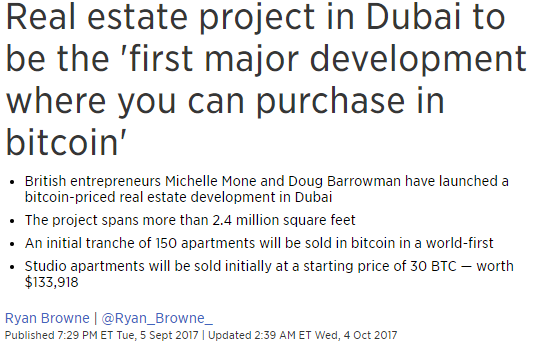 Real estate project in Dubai to
be the 'first major development
where you can purchase in
bitcoin'
• British entrepreneurs Michelle Mone and Doug Barrowman have launched a
bitcoin-priced real estate development in Dubai
• The project spans more than 2.4 million square feet
• An initial tranche of 150 apartments will be sold in bitcoin in a world-first
• Studio apartments will be sold initially at a starting price of 30 BTC — worth
$133,918
Ryan Browne | @Ryan_Browne_
Published 7:29 PM ET Tue, 5 Sept 2017 | Updated 2:39 AM ET Wed, 4 Oct 2017